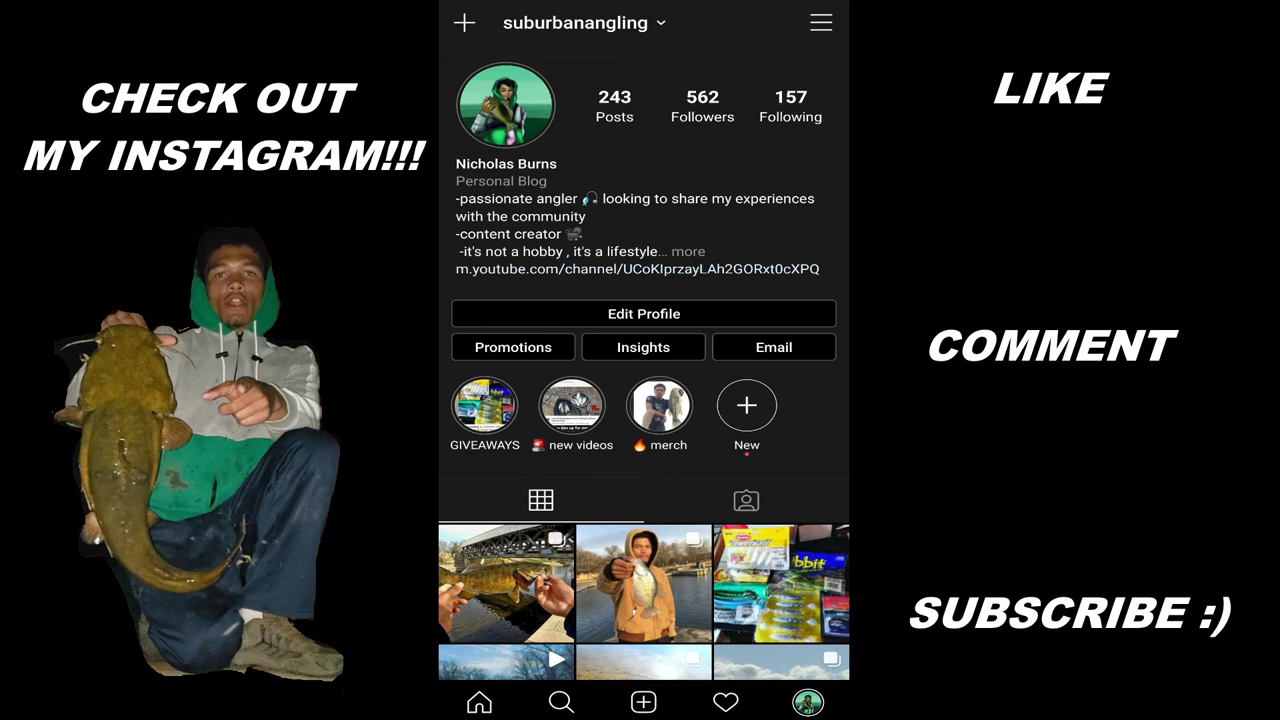 CHECK OUT
MY INSTAGRAM!!!
suburbanangling
243
Posts
562
Followers
157
Following
Nicholas Burns
Personal Blog
-passionate angler 🎣 looking to share my experiences
with the community
-content creator 🎥
-it's not a hobby , it's a lifestyle... more
m.youtube.com/channel/UCoKIprzayLAh2GORxt0cXPQ
Edit Profile
Promotions
Insights
Email
GIVEAWAYS
🚨 new videos
🔥 merch
New
bbit
LIKE
COMMENT
SUBSCRIBE :)